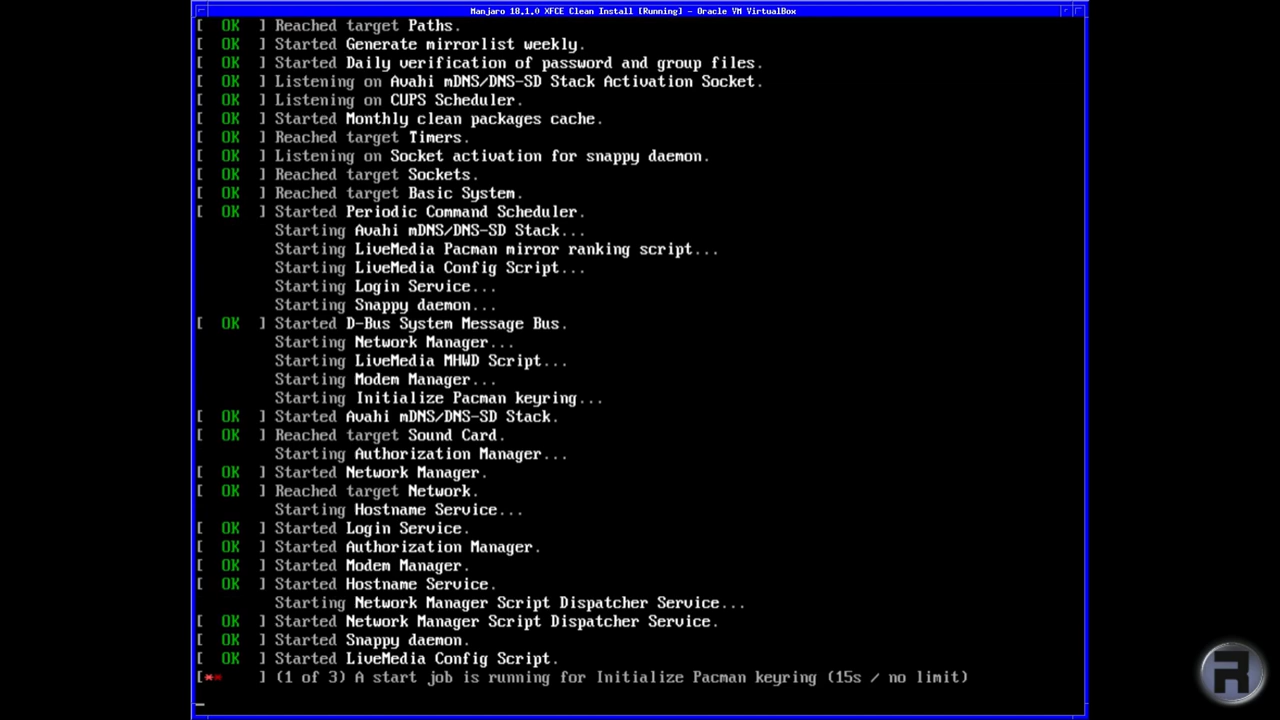 Manjaro 18.1.0 XFCE Clean Install [Running] - Oracle VM VirtualBox
[ OK ] Reached target Paths.
[ OK ] Started Generate mirrorlist weekly.
[ OK ] Started Daily verification of password and group files.
[ OK ] Listening on Avahi mDNS/DNS-SD Stack Activation Socket.
[ OK ] Listening on CUPS Scheduler.
[ OK ] Started Monthly clean packages cache.
[ OK ] Reached target Timers.
[ OK ] Listening on Socket activation for snappy daemon.
[ OK ] Reached target Sockets.
[ OK ] Reached target Basic System.
[ OK ] Started Periodic Command Scheduler.
Starting Avahi mDNS/DNS-SD Stack...
Starting LiveMedia Pacman mirror ranking script...
Starting LiveMedia Config Script...
Starting Login Service...
Starting Snappy daemon...
[ OK ] Started D-Bus System Message Bus.
Starting Network Manager...
Starting LiveMedia MHWD Script...
Starting Modem Manager...
Starting Initialize Pacman keyring...
[ OK ] Started Avahi mDNS/DNS-SD Stack.
[ OK ] Reached target Sound Card.
Starting Authorization Manager...
[ OK ] Started Network Manager.
[ OK ] Reached target Network.
Starting Hostname Service...
[ OK ] Started Login Service.
[ OK ] Started Authorization Manager.
[ OK ] Started Modem Manager.
[ OK ] Started Hostname Service.
Starting Network Manager Script Dispatcher Service...
[ OK ] Started Network Manager Script Dispatcher Service.
[ OK ] Started Snappy daemon.
[ OK ] Started LiveMedia Config Script.
[** ] (1 of 3) A start job is running for Initialize Pacman keyring (15s / no limit)
R